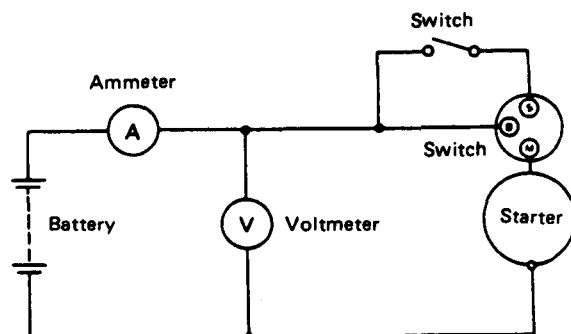 Switch
Ammeter
A
S
B
M
Switch
Battery
V
Voltmeter
Starter